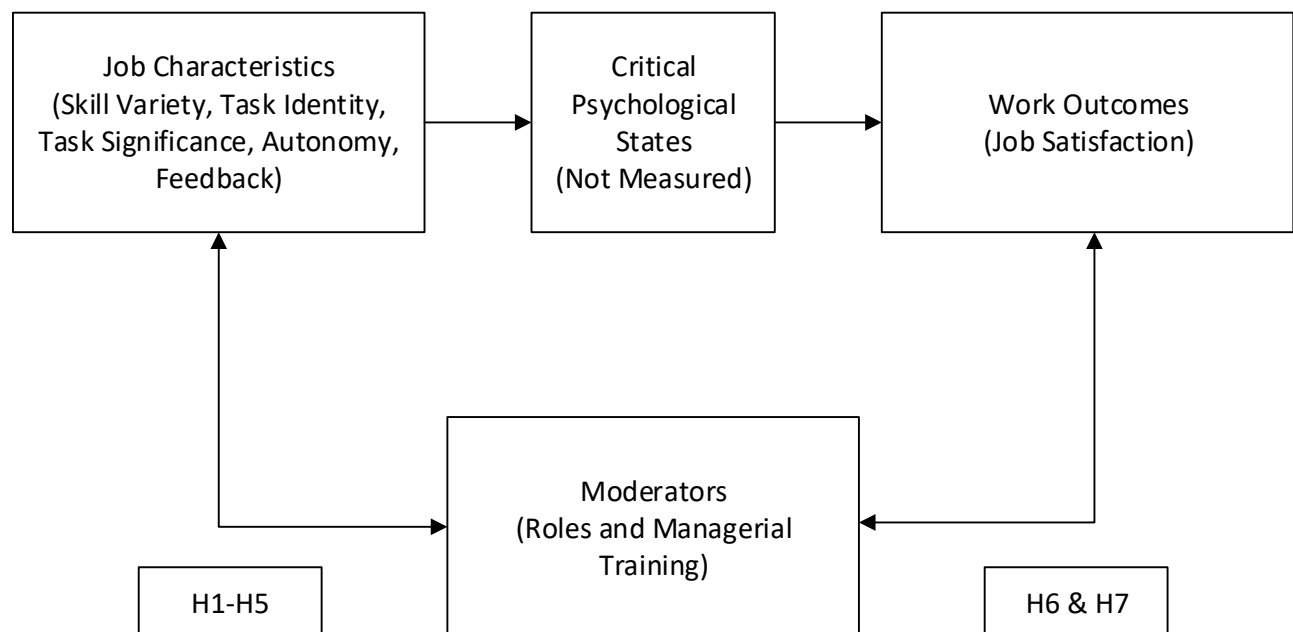 Job Characteristics
(Skill Variety, Task Identity,
Task Significance, Autonomy,
Feedback)
Critical
Psychological
States
(Not Measured)
Work Outcomes
(Job Satisfaction)
Moderators
(Roles and Managerial
Training)
H1-H5
H6 & H7